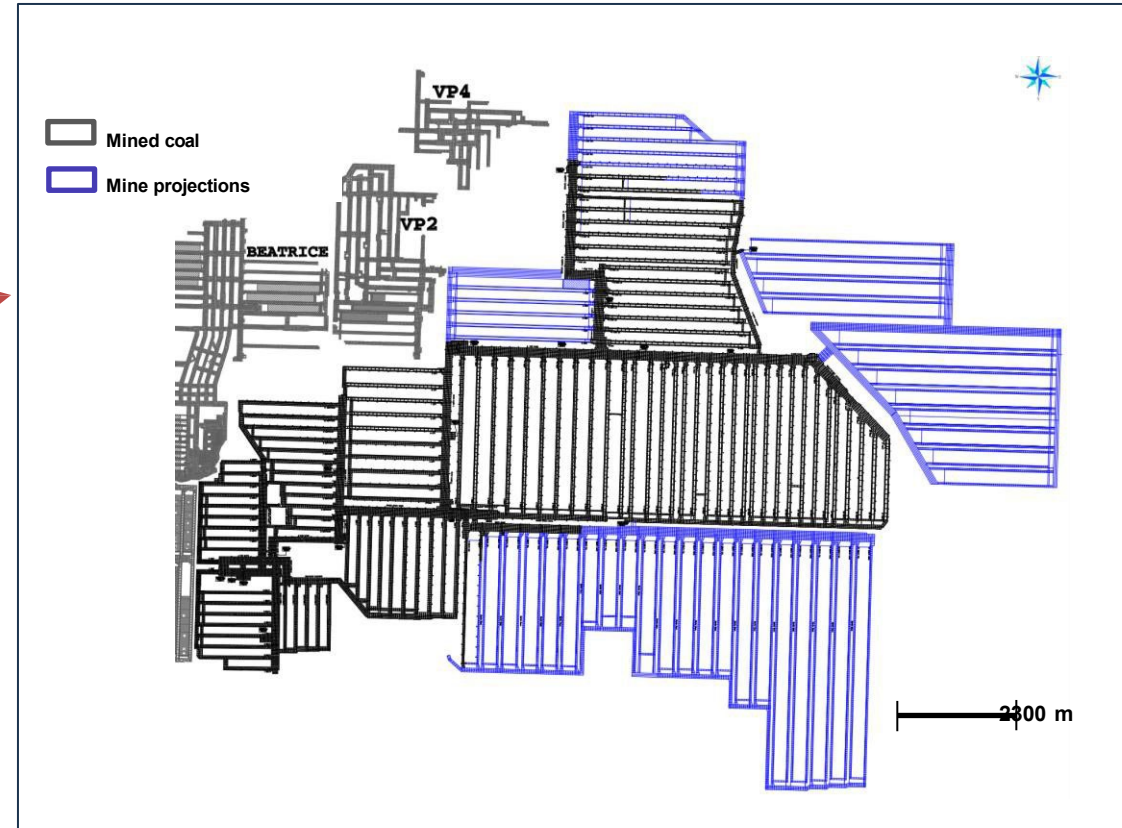 VP4
Mined coal
Mine projections
VP2
BEATRICE
2300 m